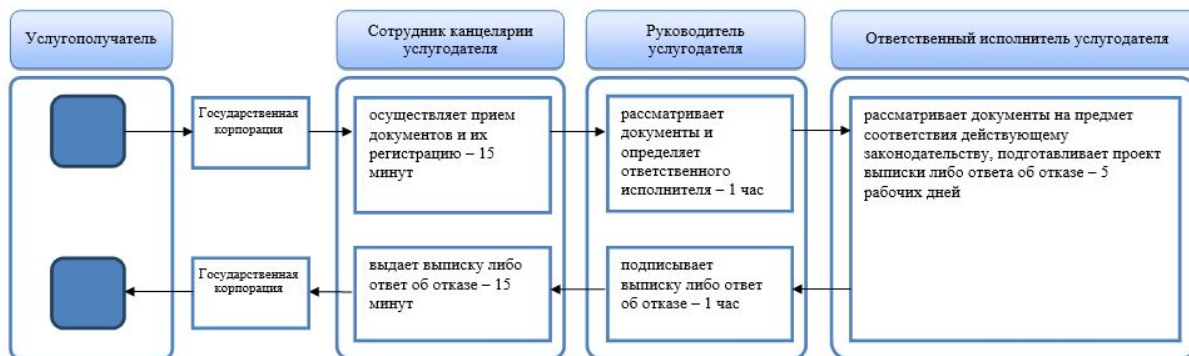 Услугополучатель
Сотрудник канцелярии
услугодателя
Руководитель
услугодателя
Ответственный исполнитель услугодателя
Государственная
корпорация
осуществляет прием
документов и их
регистрацию – 15
минут
рассматривает
документы и
определяет
ответственного
исполнителя – 1 час
рассматривает документы на предмет
соответствия действующему
законодательству, подготавливает проект
выписки либо ответа об отказе – 5
рабочих дней
Государственная
корпорация
выдает выписку либо
ответ об отказе – 15
минут
подписывает
выписку либо ответ
об отказе – 1 час